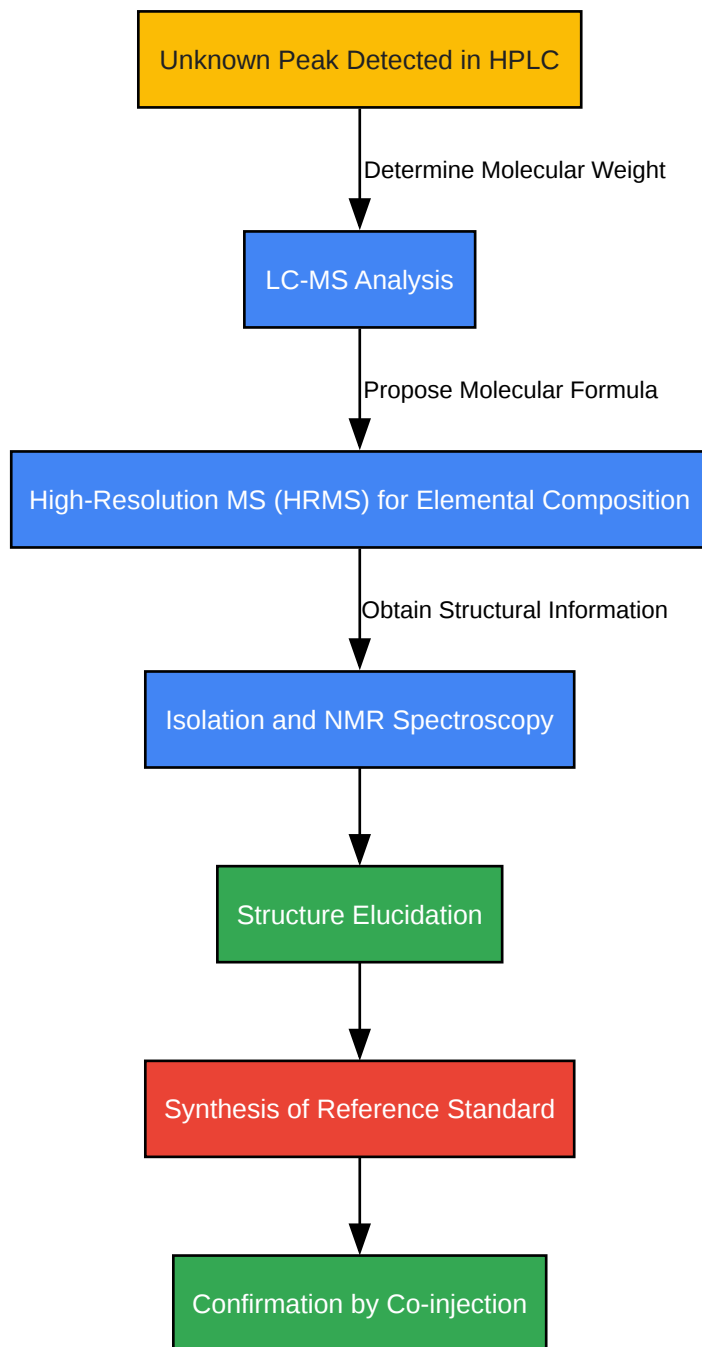 Unknown Peak Detected in HPLC
Determine Molecular Weight
LC-MS Analysis
Propose Molecular Formula
High-Resolution MS (HRMS) for Elemental Composition
Obtain Structural Information
Isolation and NMR Spectroscopy
Structure Elucidation
Synthesis of Reference Standard
Confirmation by Co-injection